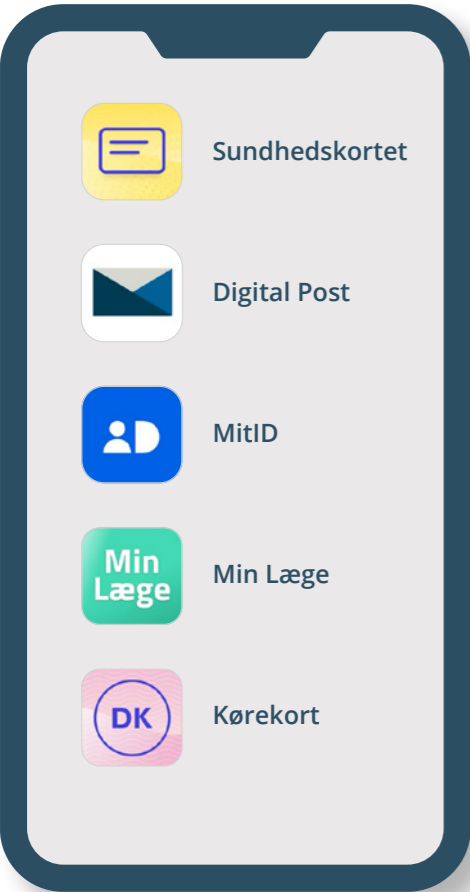 Sundhedskortet
Digital Post
MitID
Min
Læge
Min Læge
DK
Kørekort